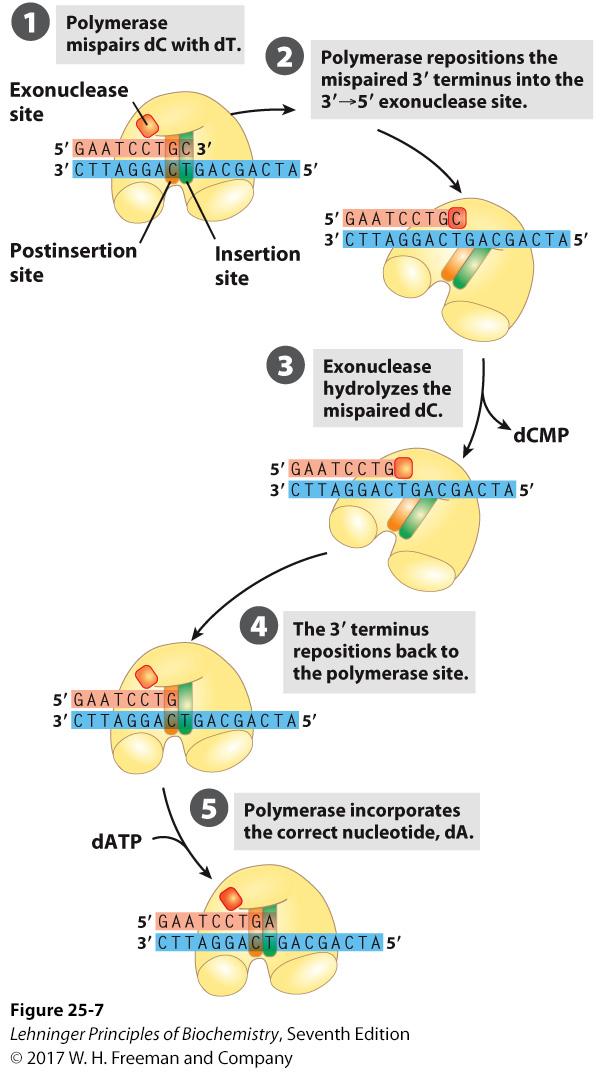 1
Polymerase
mispairs dC with dT.
2
Polymerase repositions the
mispaired 3′ terminus into the
3′→5′ exonuclease site.
Exonuclease
site
5′ GAATCCTGC 3′
3′ CTTAGGACTGACGACTA 5′
Postinsertion
site
Insertion
site
5′ GAATCCTGC
3′ CTTAGGACTGACGACTA 5′
3
Exonuclease
hydrolyzes the
mispaired dC.
dCMP
5′ GAATCCTG
3′ CTTAGGACTGACGACTA 5′
4
The 3′ terminus
repositions back to
the polymerase site.
5′ GAATCCTG
3′ CTTAGGACTGACGACTA 5′
5
Polymerase incorporates
the correct nucleotide, dA.
dATP
5′ GAATCCTGA
3′ CTTAGGACTGACGACTA 5′
Figure 25-7
Lehninger Principles of Biochemistry, Seventh Edition
© 2017 W. H. Freeman and Company